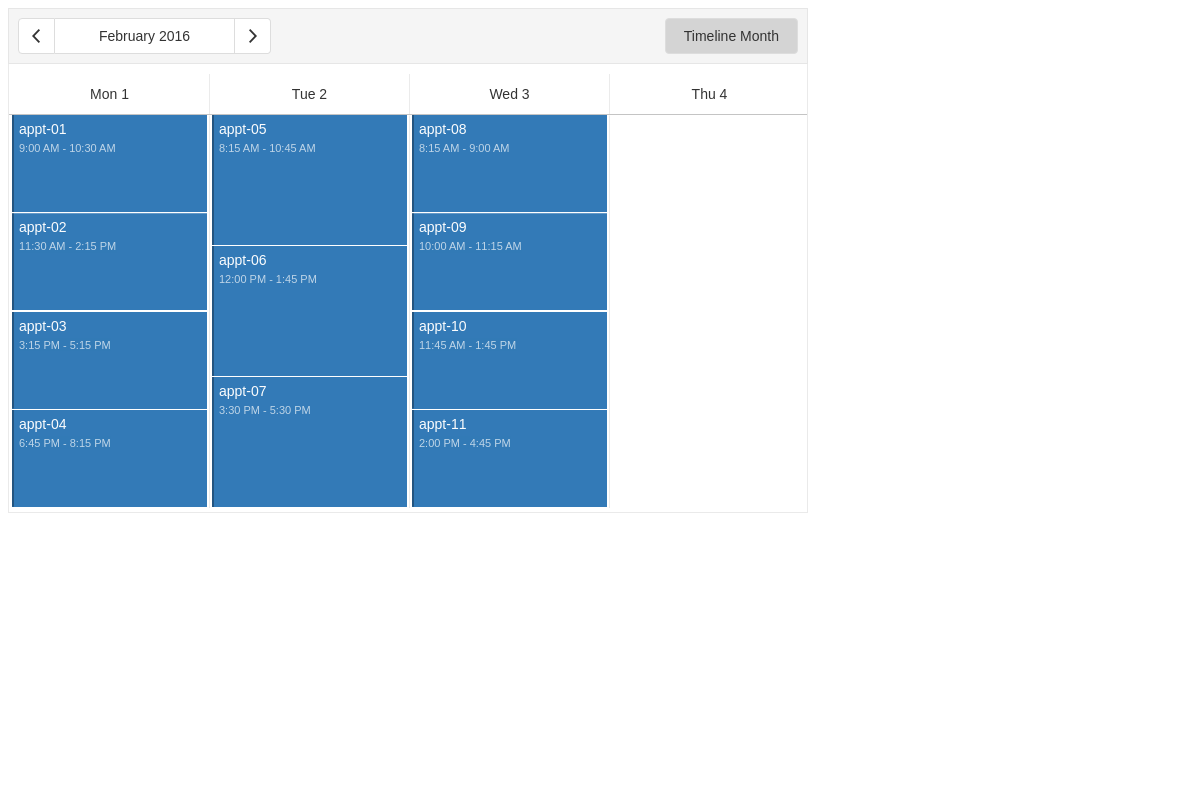 February 2016
Timeline Month
Mon 1
Tue 2
Wed 3
Thu 4
appt-01
9:00 AM - 10:30 AM
appt-02
11:30 AM - 2:15 PM
appt-03
3:15 PM - 5:15 PM
appt-04
6:45 PM - 8:15 PM
appt-05
8:15 AM - 10:45 AM
appt-06
12:00 PM - 1:45 PM
appt-07
3:30 PM - 5:30 PM
appt-08
8:15 AM - 9:00 AM
appt-09
10:00 AM - 11:15 AM
appt-10
11:45 AM - 1:45 PM
appt-11
2:00 PM - 4:45 PM